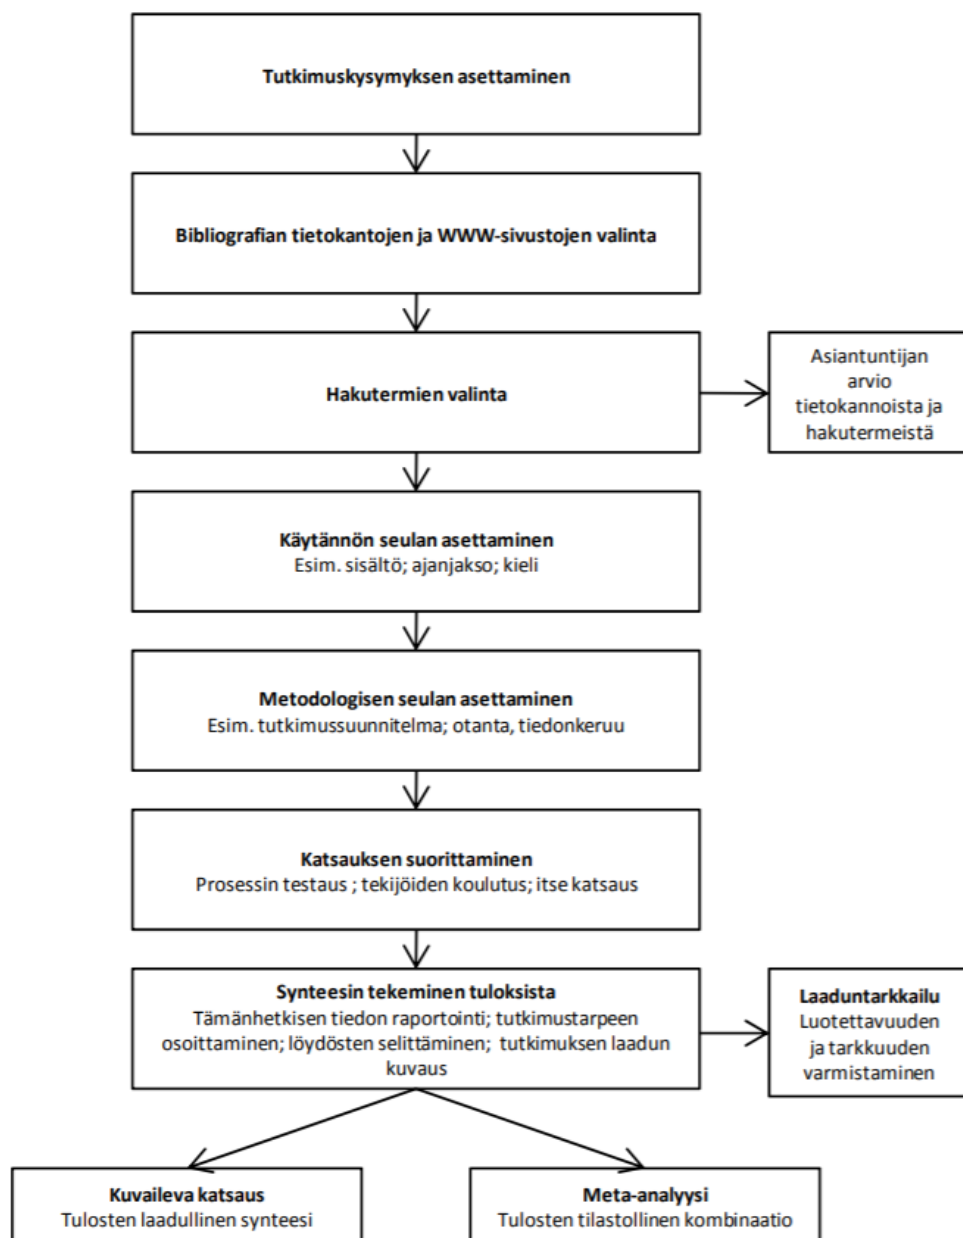 Tutkimuskysymyksen asettaminen
Bibliografian tietokantojen ja WWW-sivustojen valinta
Hakutermien valinta
Asiantuntijan
arvio
tietokannoista ja
hakutermeistä
Käytännön seulan asettaminen
Esim. sisältö; ajanjakso; kieli
Metodologisen seulan asettaminen
Esim. tutkimussuunnitelma; otanta, tiedonkeruu
Katsauksen suorittaminen
Prosessin testaus ; tekijöiden koulutus; itse katsaus
Synteesin tekeminen tuloksista
Tämänhetkisen tiedon raportointi; tutkimustarpeen
osoittaminen; löydösten selittäminen; tutkimuksen laadun
kuvaus
Laaduntarkkailu
Luotettavuuden
ja tarkkuuden
varmistaminen
Kuvaileva katsaus
Tulosten laadullinen synteesi
Meta-analyysi
Tulosten tilastollinen kombinaatio